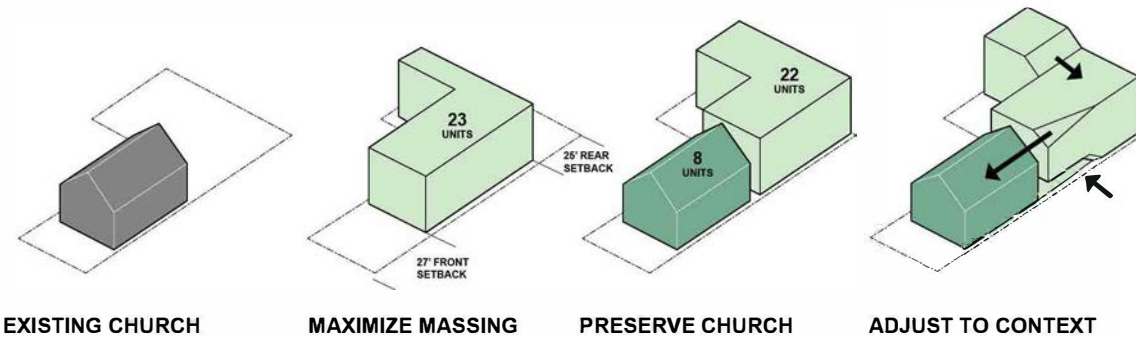 23
UNITS
25' REAR
SETBACK
27' FRONT
SETBACK
22
UNITS
8
UNITS
EXISTING CHURCH
MAXIMIZE MASSING
PRESERVE CHURCH
ADJUST TO CONTEXT